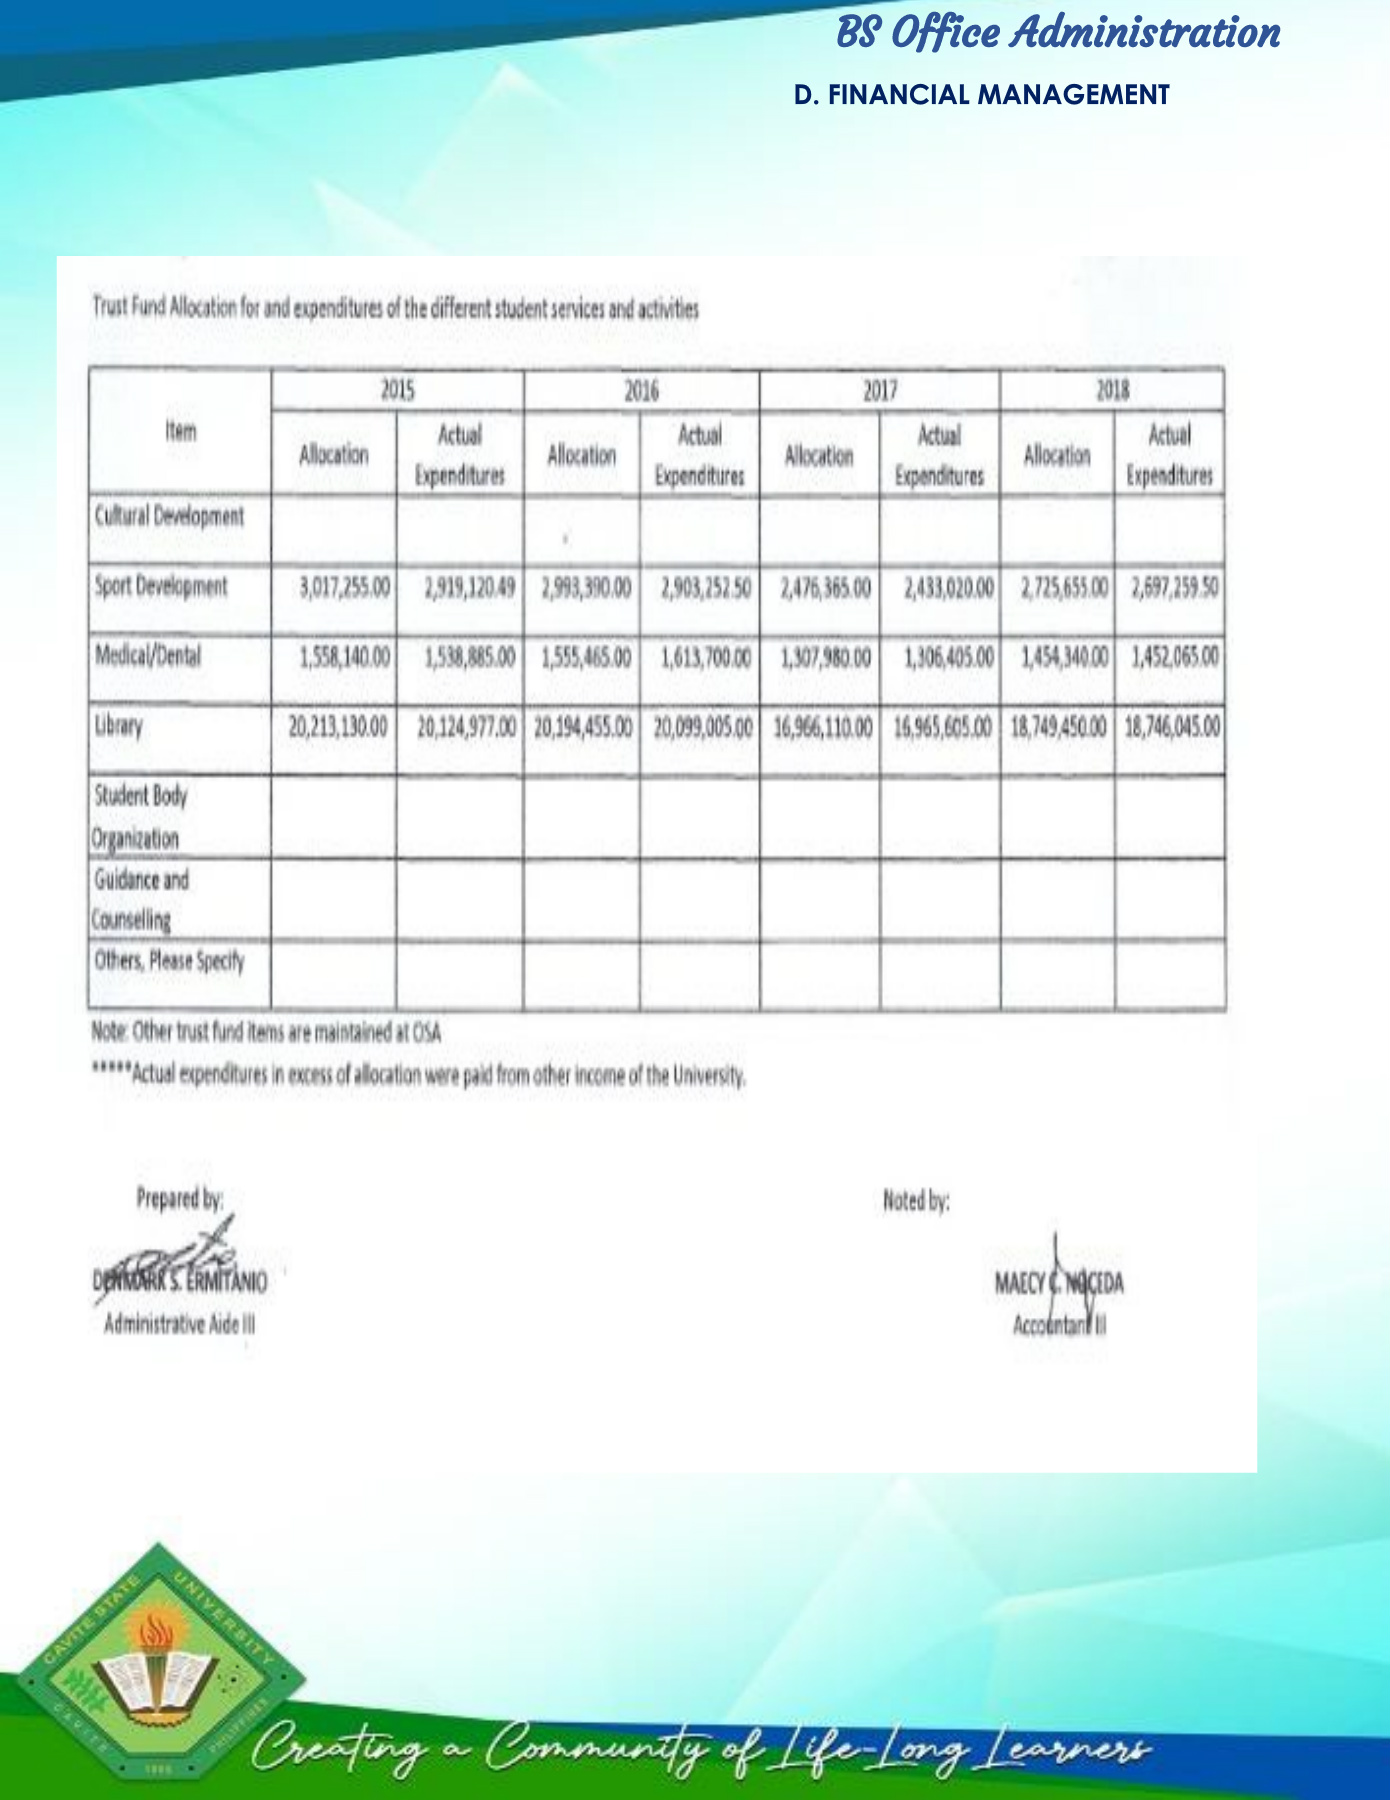 BS Office Administration
D. FINANCIAL MANAGEMENT
Trust Fund Allocation for and expenditures of the different student services and activities
Item 2015 2016 2017 2018
Allocation Actual Expenditures Allocation Actual Expenditures Allocation Actual Expenditures Allocation Actual Expenditures
Cultural Development
Sport Development 3,017,255.00 2,919,120.49 2,993,390.00 2,903,252.50 2,476,365.00 2,433,020.00 2,725,655.00 2,697,259.50
Medical/Dental 1,558,140.00 1,538,885.00 1,555,465.00 1,613,700.00 1,307,980.00 1,306,405.00 1,454,340.00 1,452,065.00
Library 20,213,130.00 20,124,977.00 20,194,455.00 20,099,005.00 16,966,110.00 16,965,605.00 18,749,450.00 18,746,045.00
Student Body
Organization
Guidance and
Counselling
Others, Please Specify
Note: Other trust fund items are maintained at OSA
*****Actual expenditures in excess of allocation were paid from other income of the University.
Prepared by: Noted by:
DENMARK S. ERMITANIO MAECY C. NOCEDA
Administrative Aide III Accountant III
CAVITE STATE UNIVERSITY
CAVITE PHILIPPINES
1906
Creating a Community of Life-Long Learners